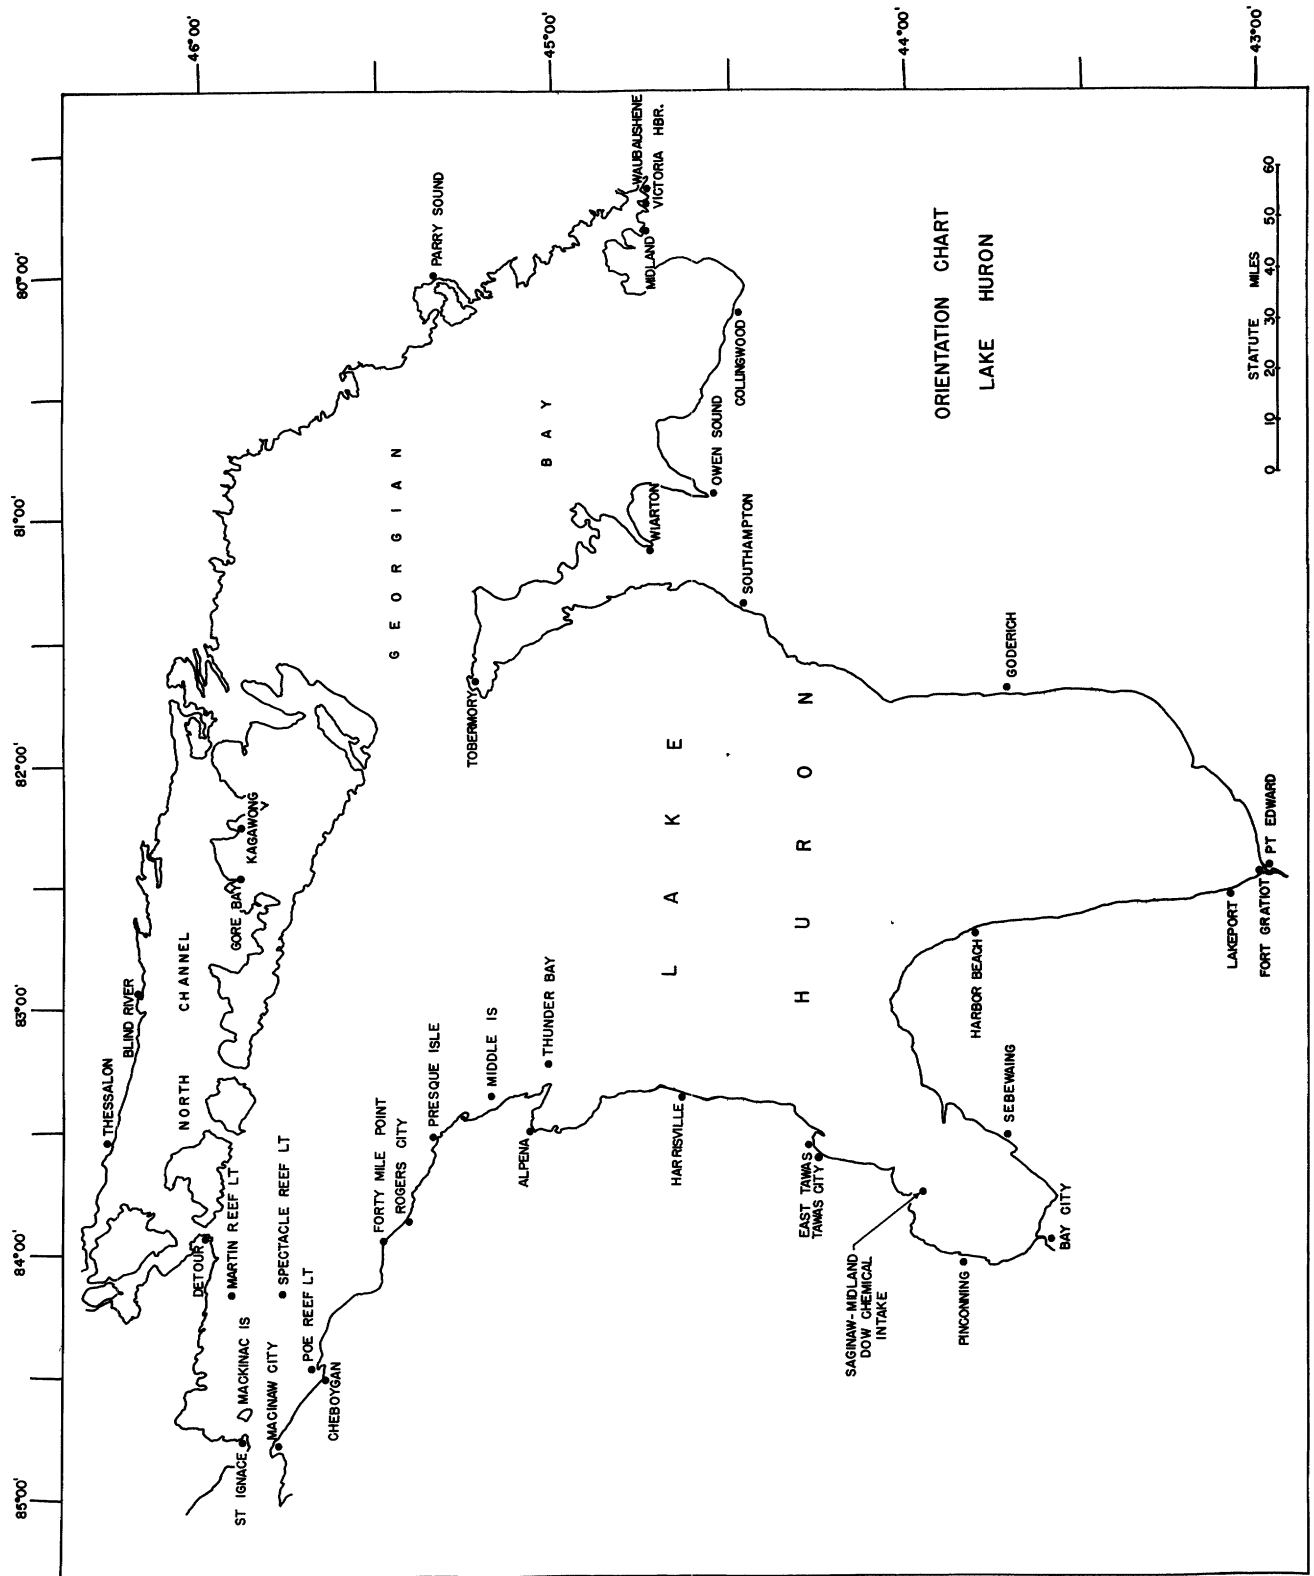 ORIENTATION CHART
LAKE HURON
STATUTE MILES
0 10 20 30 40 50 60
46°00'
45°00'
44°00'
43°00'
85°00'
84°00'
83°00'
82°00'
81°00'
80°00'
THESSALON
BLIND RIVER
NORTH CHANNEL
GORE BAY
KAGAWONG
DETOUR
MARTIN REEF LT
SPECTACLE REEF LT
MACKINAC IS
ST IGNACE
MACINAW CITY
POE REEF LT
CHEBOYGAN
FORTY MILE POINT
ROGERS CITY
PRESQUE ISLE
MIDDLE IS
THUNDER BAY
ALPENA
HARRISVILLE
EAST TAWAS
TAWAS CITY
SAGINAW-MIDLAND
DOW CHEMICAL
INTAKE
PINCONNING
BAY CITY
SEBEWAING
HARBOR BEACH
LAKEPORT
FORT GRATIOT
PT EDWARD
GODERICH
SOUTHAMPTON
TOBERMORY
WIARTON
OWEN SOUND
COLLINGWOOD
MIDLAND
VICTORIA HBR.
WAUBAUSHENE
PARRY SOUND
GEORGIAN
BAY
LAKE
HURON